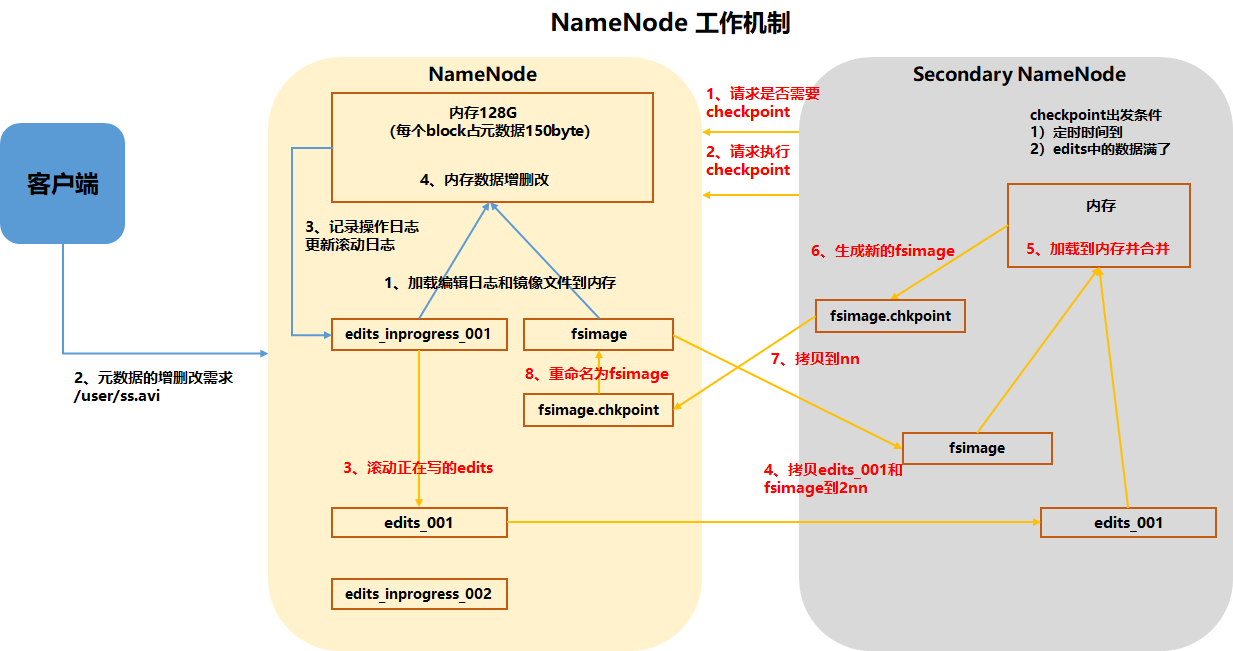 NameNode 工作机制
客户端
2、元数据的增删改需求
/user/ss.avi
NameNode
内存128G
(每个block占元数据150byte)
4、内存数据增删改
3、记录操作日志
更新滚动日志
1、加载编辑日志和镜像文件到内存
edits_inprogress_001
fsimage
8、重命名为fsimage
fsimage.chkpoint
3、滚动正在写的edits
edits_001
edits_inprogress_002
1、请求是否需要
checkpoint
2、请求执行
checkpoint
7、拷贝到nn
4、拷贝edits_001和
fsimage到2nn
Secondary NameNode
checkpoint出发条件
1）定时时间到
2）edits中的数据满了
内存
5、加载到内存并合并
6、生成新的fsimage
fsimage.chkpoint
fsimage
edits_001